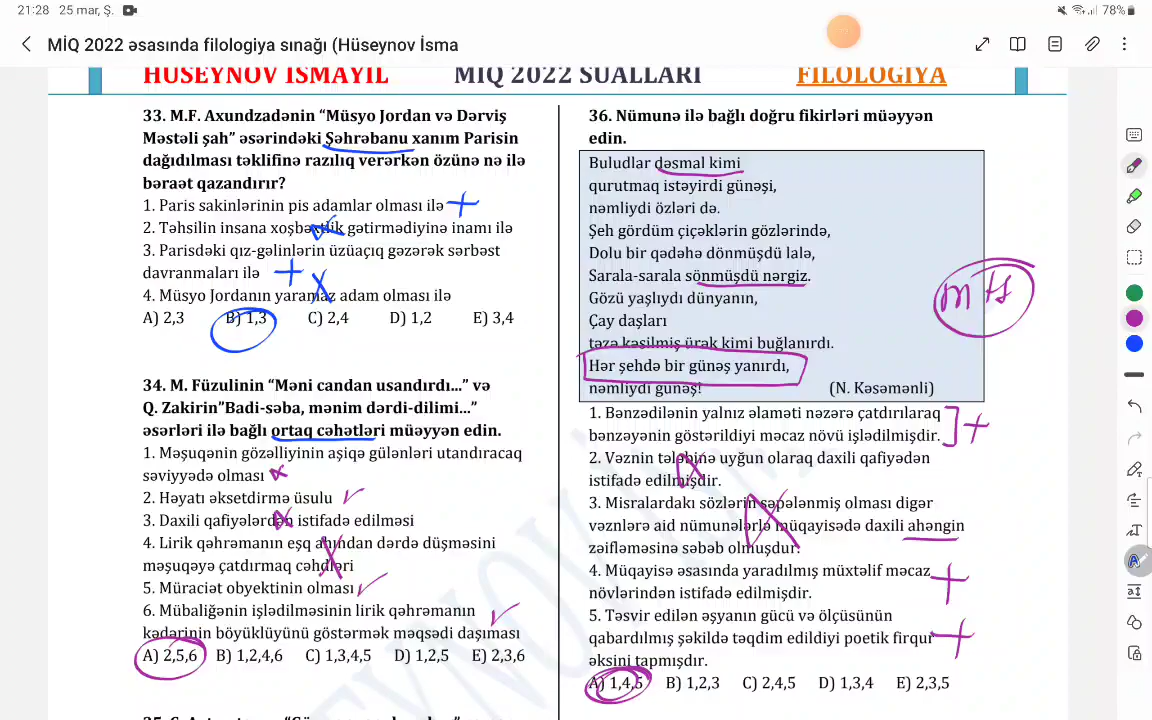 21:28 25 mar, Ş. 78%
MİQ 2022 əsasında filologiya sınağı (Hüseynov İsma
HÜSEYNOV İSMAYIL MİQ 2022 SUALLARI FİLOLOGİYA
33. M.F. Axundzadənin “Müsyo Jordan və Dərviş
Məstəli şah” əsərindəki Şəhrəbanu xanım Parisin
dağıdılması təklifinə razılıq verərkən özünə nə ilə
bəraət qazandırır?
1. Paris sakinlərinin pis adamlar olması ilə
2. Təhsilin insana xoşbəxtlik gətirmədiyinə inamı ilə
3. Parisdəki qız-gəlinlərin üzüaçıq gəzərək sərbəst
davranmaları ilə
4. Müsyo Jordanın yaramaz adam olması ilə
A) 2,3 B) 1,3 C) 2,4 D) 1,2 E) 3,4
34. M. Füzulinin “Məni candan usandırdı...” və
Q. Zakirin”Badi-səba, mənim dərdi-dilimi...”
əsərləri ilə bağlı ortaq cəhətləri müəyyən edin.
1. Məşuqənin gözəlliyinin aşiqə gülənləri utandıracaq
səviyyədə olması
2. Həyatı əksetdirmə üsulu
3. Daxili qafiyələrdən istifadə edilməsi
4. Lirik qəhrəmanın eşq əlindən dərdə düşməsini
məşuqəyə çatdırmaq cəhdləri
5. Müraciət obyektinin olması
6. Mübaliğənin işlədilməsinin lirik qəhrəmanın
kədərinin böyüklüyünü göstərmək məqsədi daşıması
A) 2,5,6 B) 1,2,4,6 C) 1,3,4,5 D) 1,2,5 E) 2,3,6
36. Nümunə ilə bağlı doğru fikirləri müəyyən
edin.
Buludlar dəsmal kimi
qurutmaq istəyirdi günəşi,
nəmliydi özləri də.
Şeh gördüm çiçəklərin gözlərində,
Dolu bir qədəhə dönmüşdü lalə,
Sarala-sarala sönmüşdü nərgiz.
Gözü yaşlıydı dünyanın,
Çay daşları
təzə kəsilmiş ürək kimi buğlanırdı.
Hər şehdə bir günəş yanırdı,
nəmliydi günəş! (N. Kəsəmənli)
1. Bənzədilənin yalnız əlaməti nəzərə çatdırılaraq
bənzəyənin göstərildiyi məcaz növü işlədilmişdir.
2. Vəznin tələbinə uyğun olaraq daxili qafiyədən
istifadə edilmişdir.
3. Misralardakı sözlərin səpələnmiş olması digər
vəznlərə aid nümunələrlə müqayisədə daxili ahəngin
zəifləməsinə səbəb olmuşdur.
4. Müqayisə əsasında yaradılmış müxtəlif məcaz
növlərindən istifadə edilmişdir.
5. Təsvir edilən əşyanın gücü və ölçüsünün
qabardılmış şəkildə təqdim edildiyi poetik fiqur
əksini tapmışdır.
A) 1,4,5 B) 1,2,3 C) 2,4,5 D) 1,3,4 E) 2,3,5